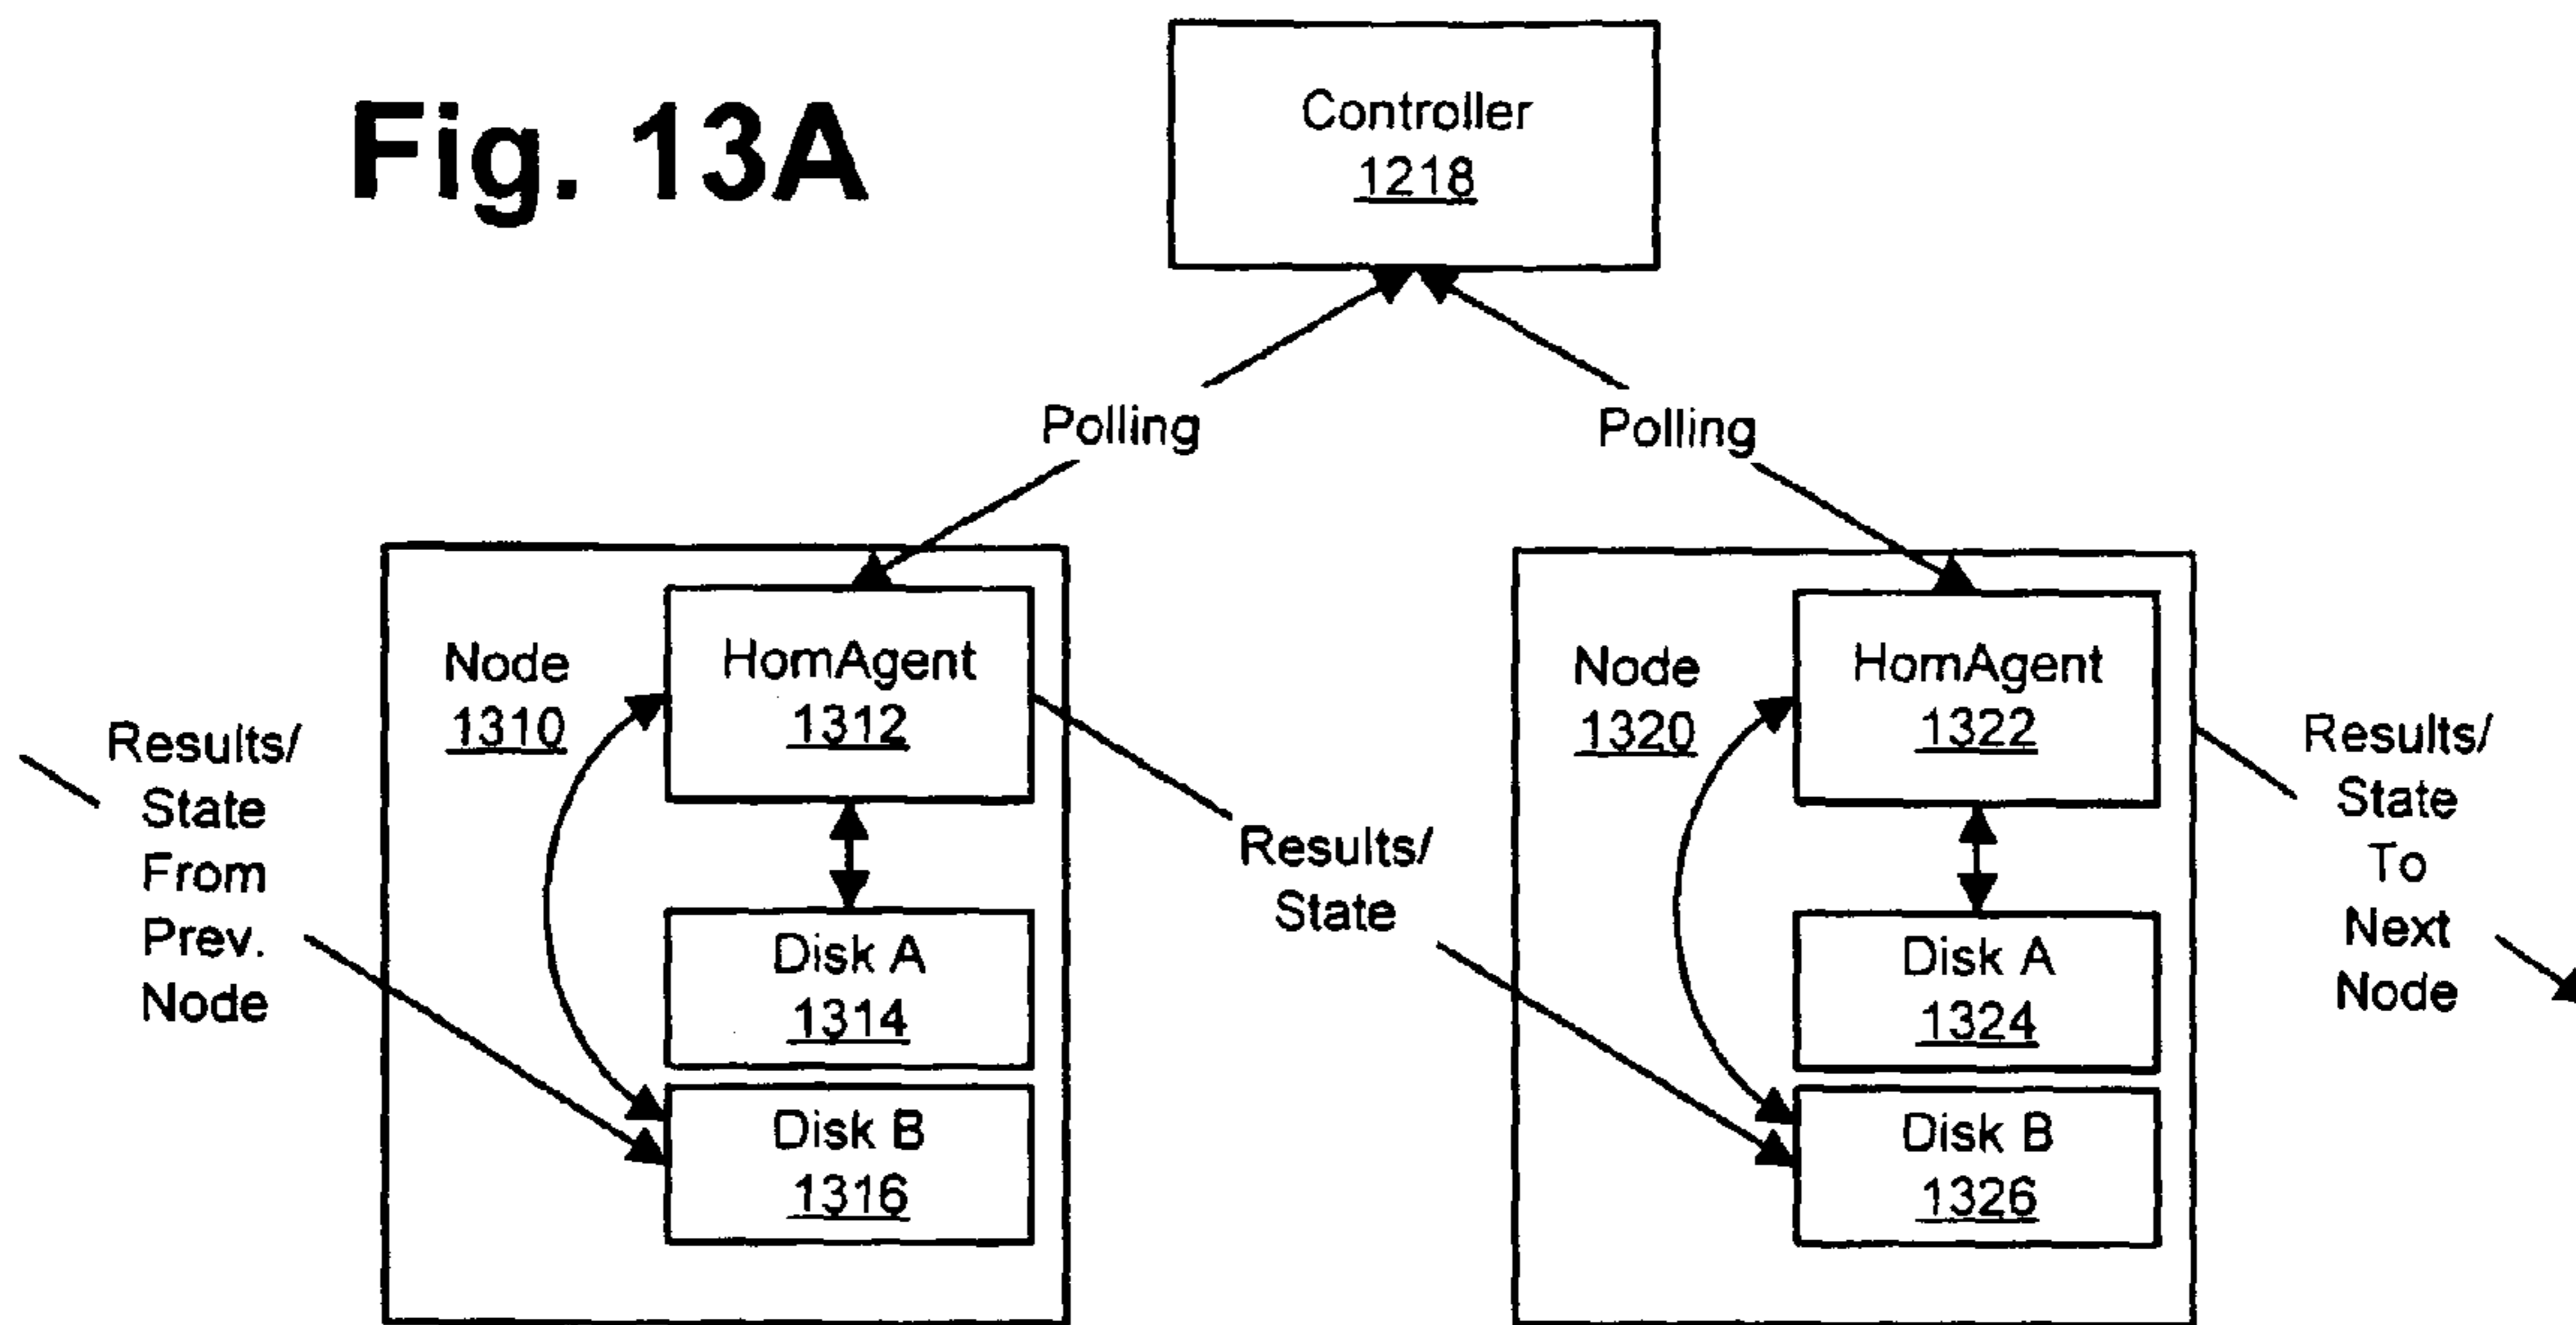 Fig. 13A
Controller
1218
Polling
Polling
Node
1310
HomAgent
1312
Disk A
1314
Disk B
1316
Results/
State
From
Prev.
Node
Results/
State
Node
1320
HomAgent
1322
Disk A
1324
Disk B
1326
Results/
State
To
Next
Node